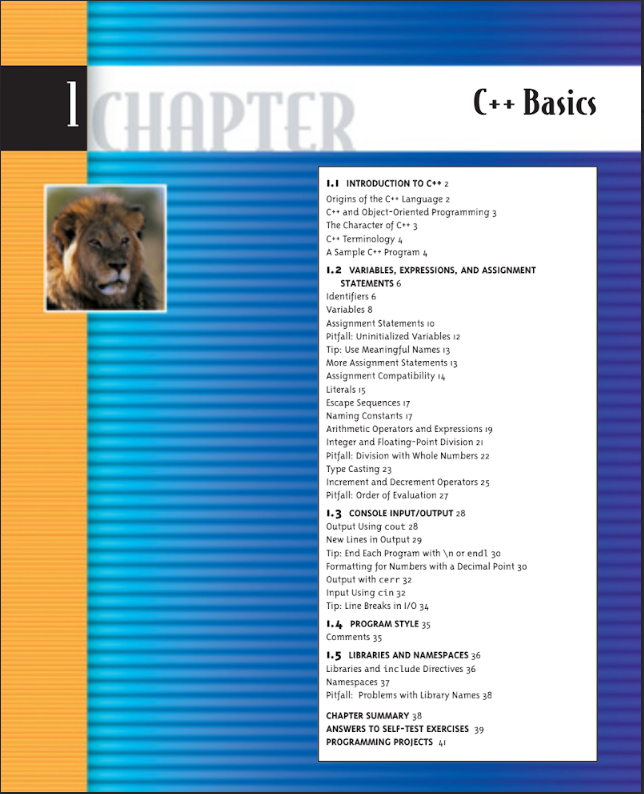 1 CHAPTER
C++ Basics
1.1 INTRODUCTION TO C++ 2
Origins of the C++ Language 2
C++ and Object-Oriented Programming 3
The Character of C++ 3
C++ Terminology 4
A Sample C++ Program 4
1.2 VARIABLES, EXPRESSIONS, AND ASSIGNMENT
STATEMENTS 6
Identifiers 6
Variables 8
Assignment Statements 10
Pitfall: Uninitialized Variables 12
Tip: Use Meaningful Names 13
More Assignment Statements 13
Assignment Compatibility 14
Literals 15
Escape Sequences 17
Naming Constants 17
Arithmetic Operators and Expressions 19
Integer and Floating-Point Division 21
Pitfall: Division with Whole Numbers 22
Type Casting 23
Increment and Decrement Operators 25
Pitfall: Order of Evaluation 27
1.3 CONSOLE INPUT/OUTPUT 28
Output Using cout 28
New Lines in Output 29
Tip: End Each Program with \n or endl 30
Formatting for Numbers with a Decimal Point 30
Output with cerr 32
Input Using cin 32
Tip: Line Breaks in I/O 34
1.4 PROGRAM STYLE 35
Comments 35
1.5 LIBRARIES AND NAMESPACES 36
Libraries and include Directives 36
Namespaces 37
Pitfall: Problems with Library Names 38
CHAPTER SUMMARY 38
ANSWERS TO SELF-TEST EXERCISES 39
PROGRAMMING PROJECTS 41